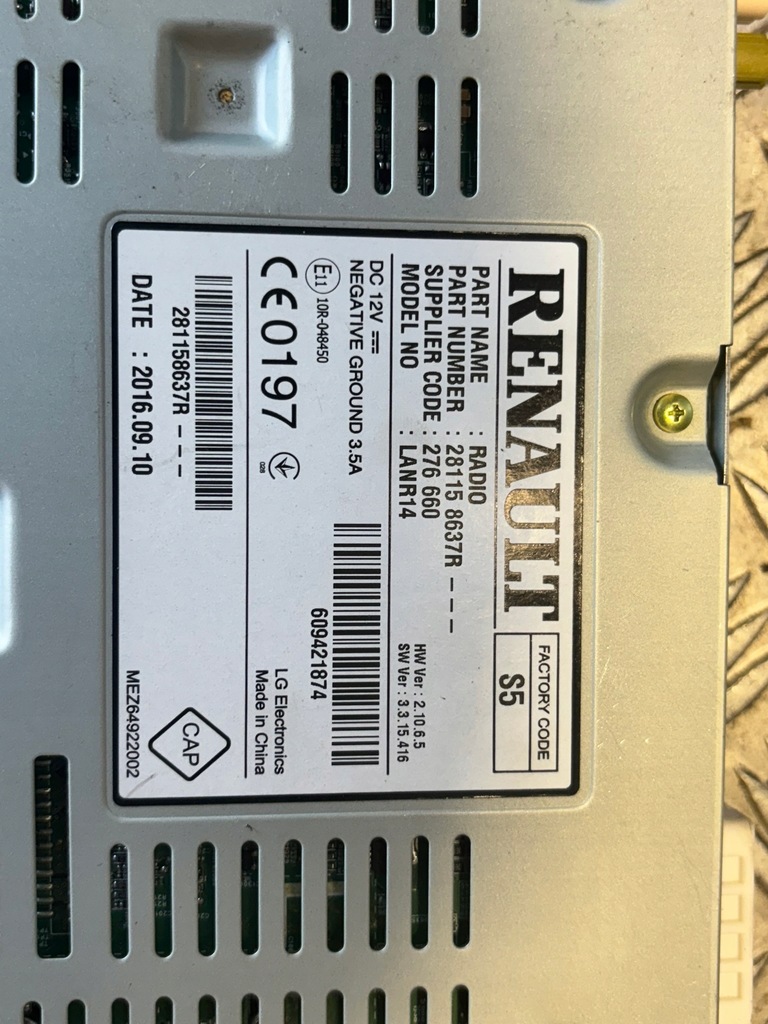 RENAULT
FACTORY CODE
S5
PART NAME : RADIO
PART NUMBER : 28115 8637R - - -
SUPPLIER CODE : 276 660
MODEL NO : LANR14
HW Ver : 2.10.6.5
SW Ver : 3.3.15.416
DC 12V
NEGATIVE GROUND 3.5A
E11 10R-048450
609421874
CE0197
028
LG Electronics
Made in China
281158637R - - -
DATE : 2016.09.10
CAP
MEZ64922002